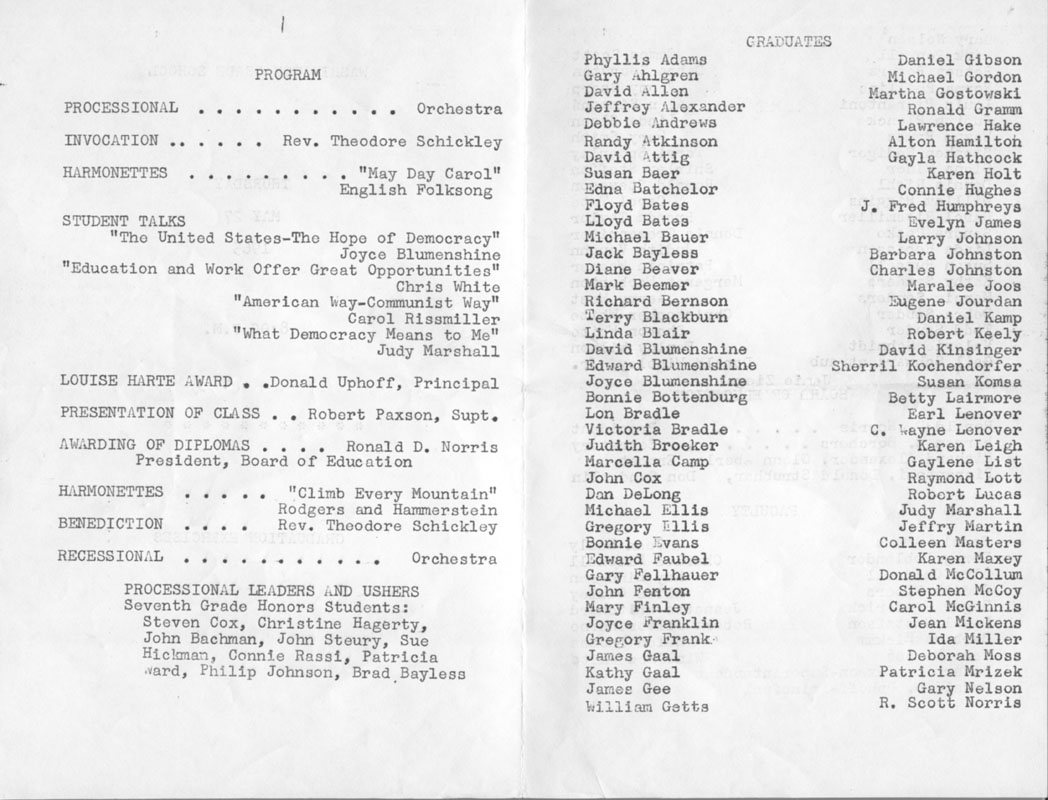 PROGRAM
PROCESSIONAL . . . . . . . . . . . Orchestra
INVOCATION .. . . . . Rev. Theodore Schickley
HARMONETTES . . . . . . . . . "May Day Carol"
English Folksong
STUDENT TALKS
"The United States-The Hope of Democracy"
Joyce Blumenshine
"Education and Work Offer Great Opportunities"
Chris White
"American Way-Communist Way"
Carol Rissmiller
"What Democracy Means to Me"
Judy Marshall
LOUISE HARTE AWARD . .Donald Uphoff, Principal
PRESENTATION OF CLASS . . Robert Paxson, Supt.
AWARDING OF DIPLOMAS . . . . Ronald D. Norris
President, Board of Education
HARMONETTES . . . . . "Climb Every Mountain"
Rodgers and Hammerstein
BENEDICTION . . . . Rev. Theodore Schickley
RECESSIONAL . . . . . . . . . . . Orchestra
PROCESSIONAL LEADERS AND USHERS
Seventh Grade Honors Students:
Steven Cox, Christine Hagerty,
John Bachman, John Steury, Sue
Hickman, Connie Rassi, Patricia
Ward, Philip Johnson, Brad Bayless
GRADUATES
Phyllis Adams
Gary Ahlgren
David Allen
Jeffrey Alexander
Debbie Andrews
Randy Atkinson
David Attig
Susan Baer
Edna Batchelor
Floyd Bates
Lloyd Bates
Michael Bauer
Jack Bayless
Diane Beaver
Mark Beemer
Richard Bernson
Terry Blackburn
Linda Blair
David Blumenshine
Edward Blumenshine
Joyce Blumenshine
Bonnie Bottenburg
Lon Bradle
Victoria Bradle
Judith Broeker
Marcella Camp
John Cox
Dan DeLong
Michael Ellis
Gregory Ellis
Bonnie Evans
Edward Faubel
Gary Fellhauer
John Fenton
Mary Finley
Joyce Franklin
Gregory Frank
James Gaal
Kathy Gaal
James Gee
William Getts
Daniel Gibson
Michael Gordon
Martha Gostowski
Ronald Gramm
Lawrence Hake
Alton Hamilton
Gayla Hathcock
Karen Holt
Connie Hughes
J. Fred Humphreys
Evelyn James
Larry Johnson
Barbara Johnston
Charles Johnston
Maralee Joos
Eugene Jourdan
Daniel Kamp
Robert Keely
David Kinsinger
Sherril Kochendorfer
Susan Komsa
Betty Lairmore
Earl Lenover
C. Wayne Lenover
Karen Leigh
Gaylene List
Raymond Lott
Robert Lucas
Judy Marshall
Jeffry Martin
Colleen Masters
Karen Maxey
Donald McCollum
Stephen McCoy
Carol McGinnis
Jean Mickens
Ida Miller
Deborah Moss
Patricia Mrizek
Gary Nelson
R. Scott Norris